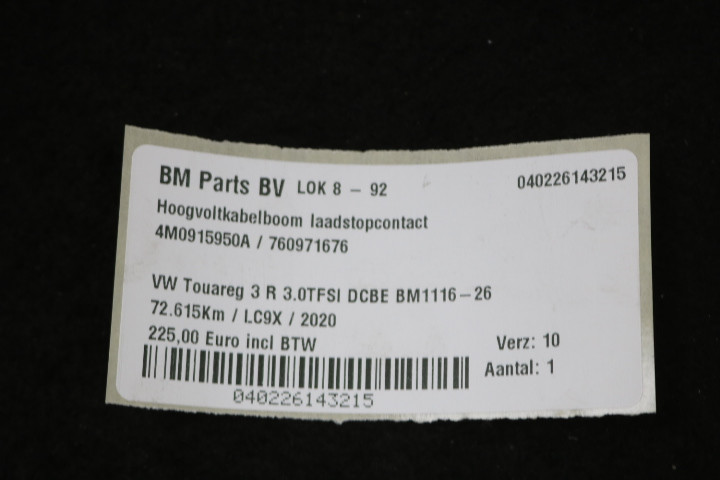 BM Parts BV LOK 8 - 92 040226143215
Hoogvoltkabelboom laadstopcontact
4M0915950A / 760971676
VW Touareg 3 R 3.0TFSI DCBE BM1116-26
72.615Km / LC9X / 2020
225,00 Euro incl BTW Verz: 10
Aantal: 1
040226143215